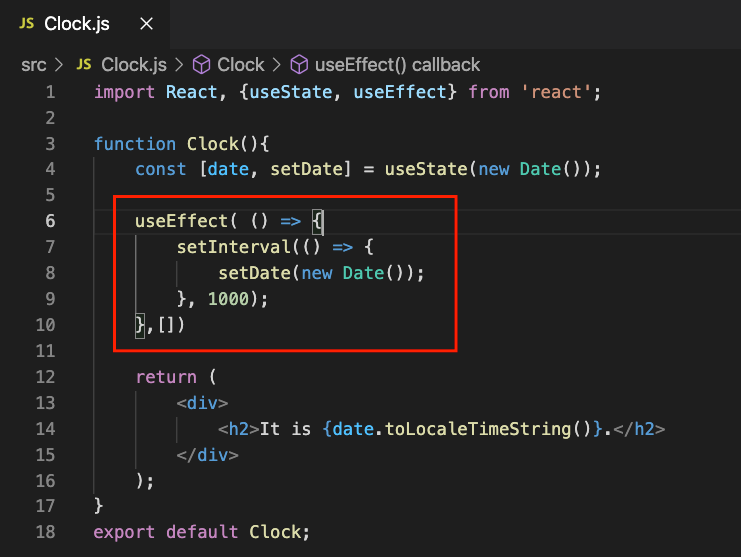 JS Clock.js ×
src > JS Clock.js > Clock > useEffect() callback
1 import React, {useState, useEffect} from 'react';
2
3 function Clock(){
4 const [date, setDate] = useState(new Date());
5
6 useEffect( () => {
7 setInterval(() => {
8 setDate(new Date());
9 }, 1000);
10 },[])
11
12 return (
13 <div>
14 <h2>It is {date.toLocaleTimeString()}.</h2>
15 </div>
16 );
17 }
18 export default Clock;